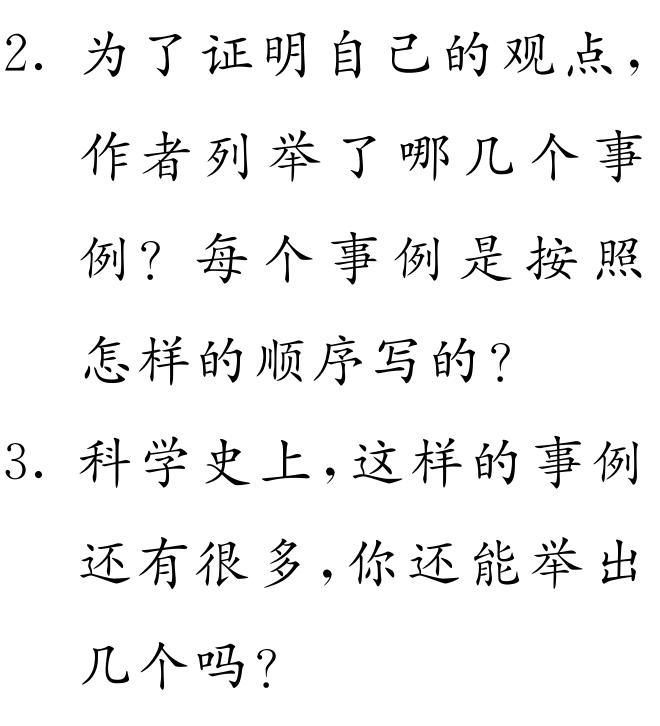 2. 为了证明自己的观点，
作者列举了哪几个事
例？每个事例是按照
怎样的顺序写的？
3. 科学史上，这样的事例
还有很多，你还能举出
几个吗？